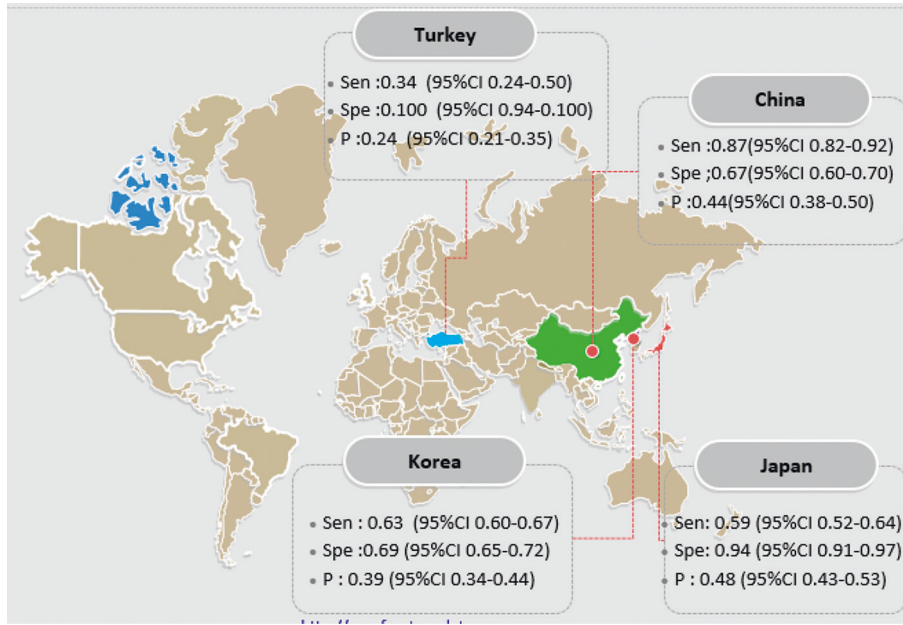 Turkey
Sen :0.34 (95%CI 0.24-0.50)
Spe :0.100 (95%CI 0.94-0.100)
P :0.24 (95%CI 0.21-0.35)
China
Sen :0.87(95%CI 0.82-0.92)
Spe ;0.67(95%CI 0.60-0.70)
P :0.44(95%CI 0.38-0.50)
Korea
Sen : 0.63 (95%CI 0.60-0.67)
Spe :0.69 (95%CI 0.65-0.72)
P : 0.39 (95%CI 0.34-0.44)
Japan
Sen: 0.59 (95%CI 0.52-0.64)
Spe: 0.94 (95%CI 0.91-0.97)
P : 0.48 (95%CI 0.43-0.53)